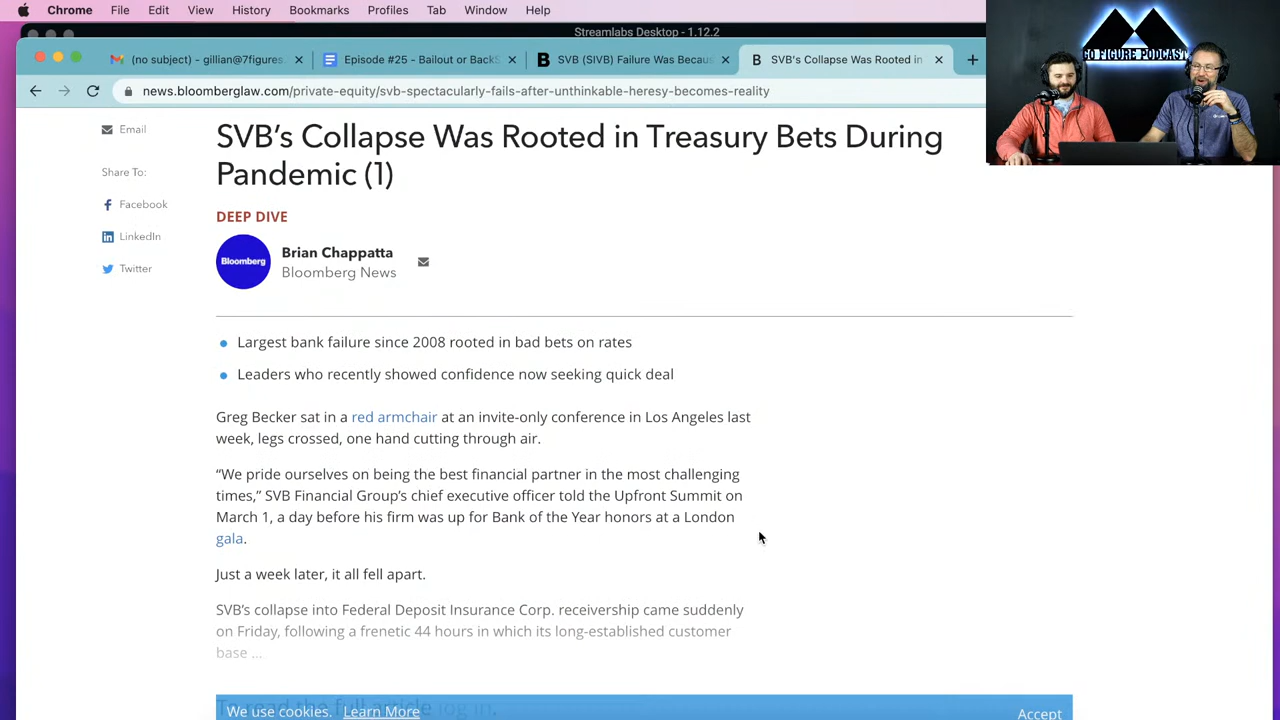 Chrome File Edit View History Bookmarks Profiles Tab Window Help
Streamlabs Desktop - 1.12.2
(no subject) - gillian@7figures. Episode #25 - Bailout or BackS SVB (SIVB) Failure Was Becaus SVB's Collapse Was Rooted in
news.bloomberglaw.com/private-equity/svb-spectacularly-fails-after-unthinkable-heresy-becomes-reality
GO FIGURE PODCAST
Email
Share To:
Facebook
LinkedIn
Twitter
SVB's Collapse Was Rooted in Treasury Bets During
Pandemic (1)
DEEP DIVE
Bloomberg
Brian Chappatta
Bloomberg News
Largest bank failure since 2008 rooted in bad bets on rates
Leaders who recently showed confidence now seeking quick deal
Greg Becker sat in a red armchair at an invite-only conference in Los Angeles last
week, legs crossed, one hand cutting through air.
“We pride ourselves on being the best financial partner in the most challenging
times,” SVB Financial Group's chief executive officer told the Upfront Summit on
March 1, a day before his firm was up for Bank of the Year honors at a London
gala.
Just a week later, it all fell apart.
SVB's collapse into Federal Deposit Insurance Corp. receivership came suddenly
on Friday, following a frenetic 44 hours in which its long-established customer
base ...
To read the full article log in.
We use cookies. Learn More
Accept